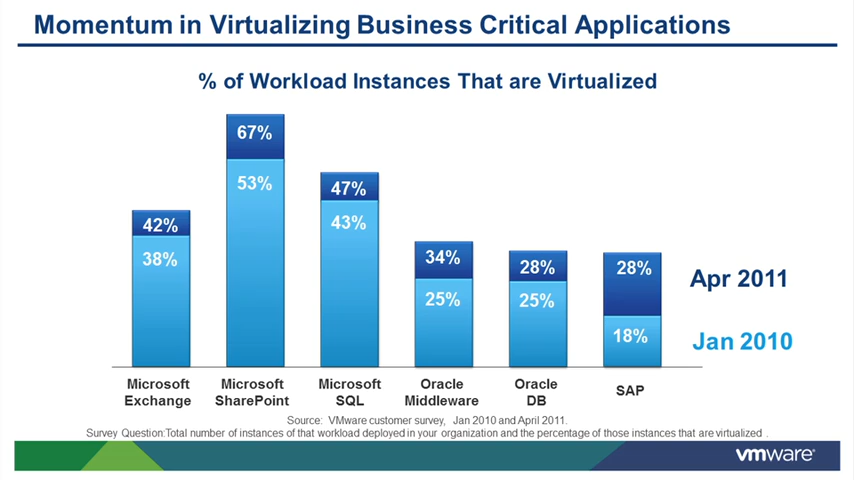 Momentum in Virtualizing Business Critical Applications
% of Workload Instances That are Virtualized
67%
53%
47%
43%
42%
38%
34%
25%
28%
25%
28%
18%
Apr 2011
Jan 2010
Microsoft Exchange
Microsoft SharePoint
Microsoft SQL
Oracle Middleware
Oracle DB
SAP
Source: VMware customer survey, Jan 2010 and April 2011.
Survey Question:Total number of instances of that workload deployed in your organization and the percentage of those instances that are virtualized .
vmware®